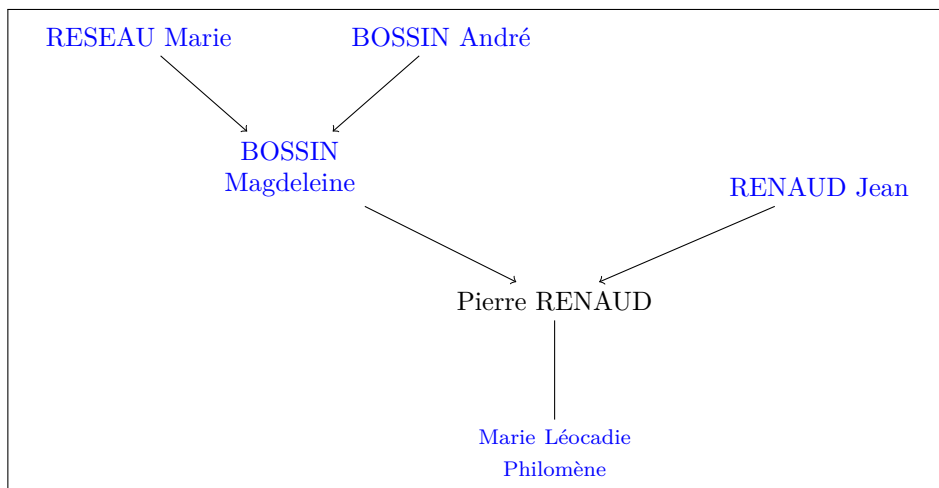 RESEAU Marie
BOSSIN André
BOSSIN
Magdeleine
RENAUD Jean
Pierre RENAUD
Marie Léocadie
Philomène